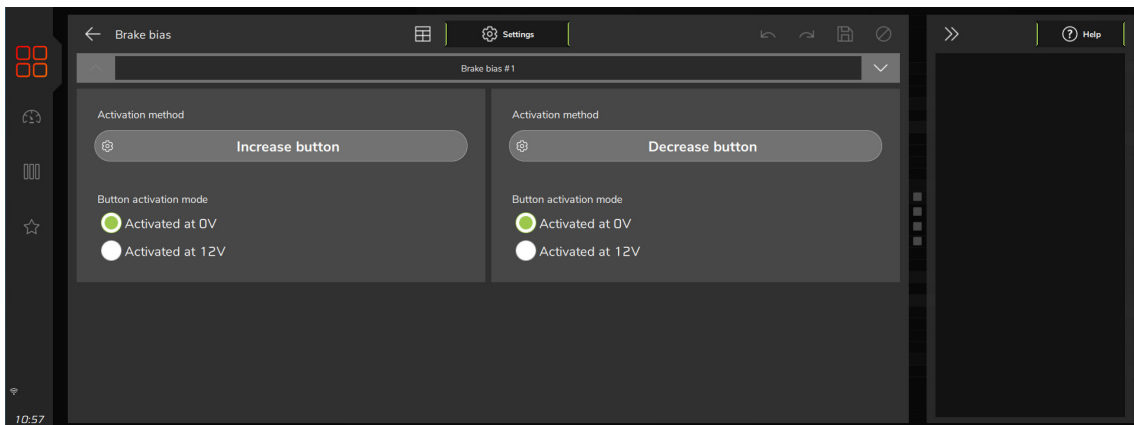 Brake bias
Settings
Help
Brake bias #1
Activation method
Increase button
Button activation mode
Activated at 0V
Activated at 12V
Activation method
Decrease button
Button activation mode
Activated at 0V
Activated at 12V
10:57